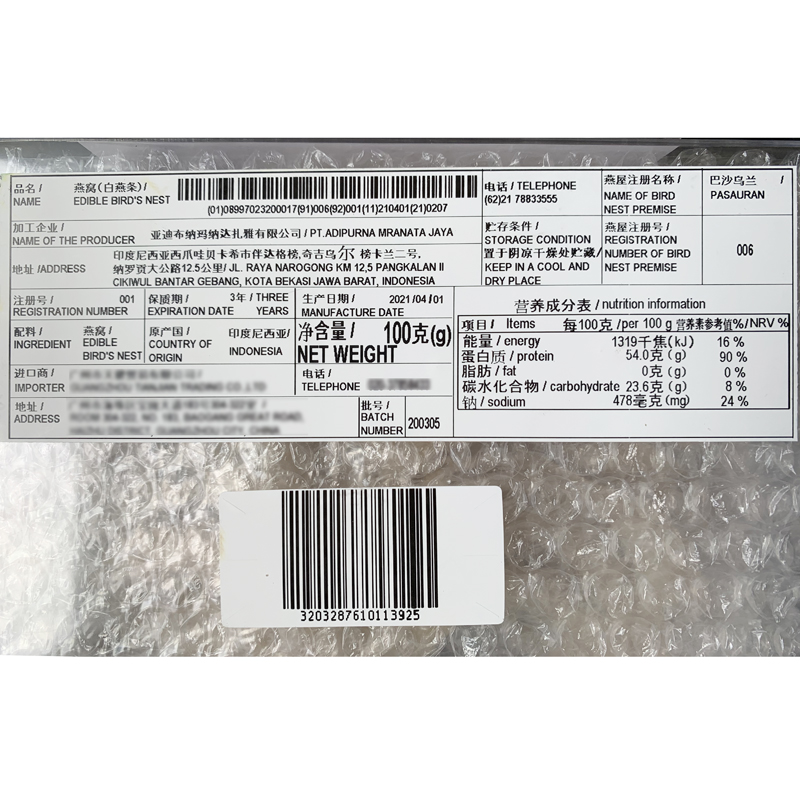 品名 / 燕窝(白燕条)/
NAME EDIBLE BIRD'S NEST
(01)08997023200017(91)006(92)001(11)210401(21)0207
加工企业 /
NAME OF THE PRODUCER 亚迪布纳玛纳达扎雅有限公司 / PT.ADIPURNA MRANATA JAYA
地址 /ADDRESS
印度尼西亚西爪哇贝卡希市伴达格榜,奇吉乌尔 榜卡兰二号,
纳罗贡大公路12.5公里/ JL. RAYA NAROGONG KM 12,5 PANGKALAN II
CIKIWUL BANTAR GEBANG, KOTA BEKASI JAWA BARAT, INDONESIA
电话 / TELEPHONE
(62)21 78833555
贮存条件 /
STORAGE CONDITION
置于阴凉干燥处贮藏/
KEEP IN A COOL AND
DRY PLACE
燕屋注册名称 /
NAME OF BIRD
NEST PREMISE
巴沙乌兰 /
PASAURAN
燕屋注册号 /
REGISTRATION
NUMBER OF BIRD
NEST PREMISE
006
注册号 / 001
REGISTRATION NUMBER
保质期 / 3年 / THREE
EXPIRATION DATE YEARS
生产日期 / 2021 / 04 / 01
MANUFACTURE DATE
配料 / 燕窝 /
INGREDIENT EDIBLE
BIRD'S NEST
原产国 / 印度尼西亚/
COUNTRY OF INDONESIA
ORIGIN
净含量 / 100克(g)
NET WEIGHT
进口商 /
IMPORTER
电话 /
TELEPHONE
地址 /
ADDRESS
批号 /
BATCH
NUMBER 200305
营养成分表 / nutrition information
项目 / Items 每100克 /per 100 g 营养素参考值% / NRV %
能量 / energy 1319千焦(kJ) 16 %
蛋白质 / protein 54.0克 (g) 90 %
脂肪 / fat 0克 (g) 0 %
碳水化合物 / carbohydrate 23.6克 (g) 8 %
钠 / sodium 478毫克 (mg) 24 %
3203287610113925